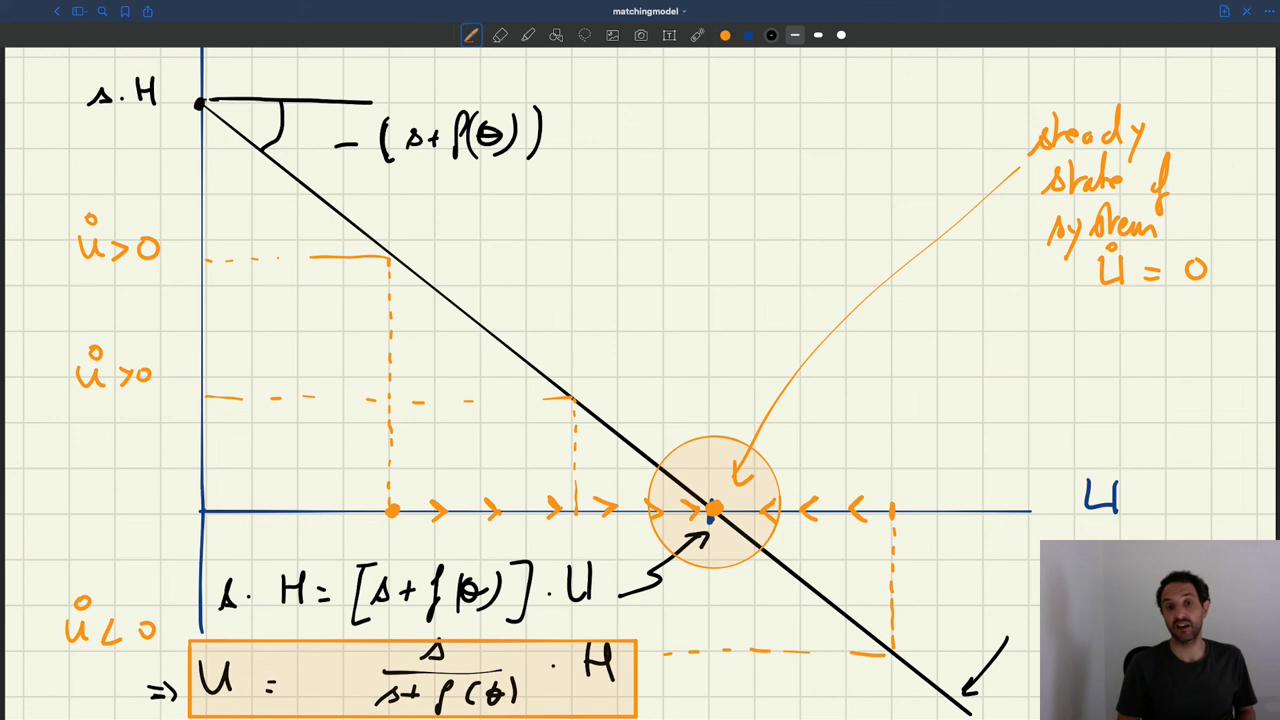 matchingmodel
s.H
- (s+f(θ))
steady
state of
system
U̇ = 0
u̇>0
u̇>0
U
s. H = [s+f(θ)].U
u̇<0
=> U = s/(s+f(θ)) . H